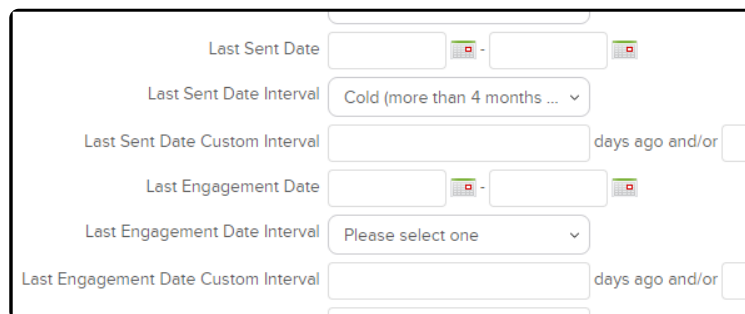 Last Sent Date -
Last Sent Date Interval Cold (more than 4 months ...
Last Sent Date Custom Interval days ago and/or
Last Engagement Date -
Last Engagement Date Interval Please select one
Last Engagement Date Custom Interval days ago and/or